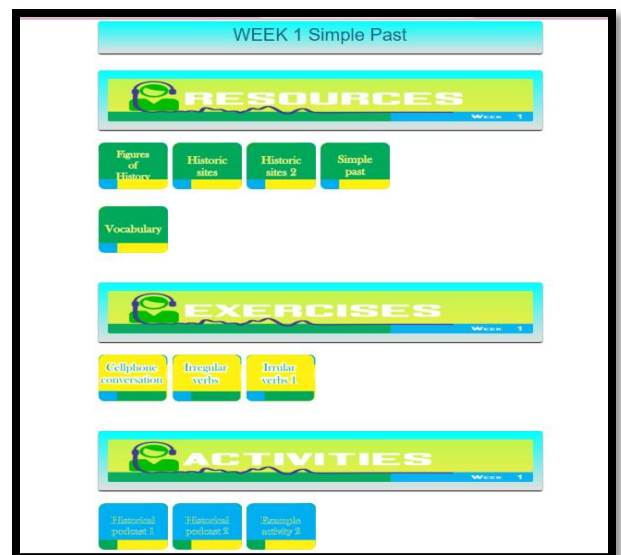 WEEK 1 Simple Past
RESOURCES
WEEK 1
Figures
of
History
Historic
sites
Historic
sites 2
Simple
past
Vocabulary
EXERCISES
WEEK 1
Cellphone
conversation
Irregular
verbs
Irrular
verbs 1
ACTIVITIES
WEEK 1
Historical
podcast 1
Historical
podcast 2
Example
activity 2